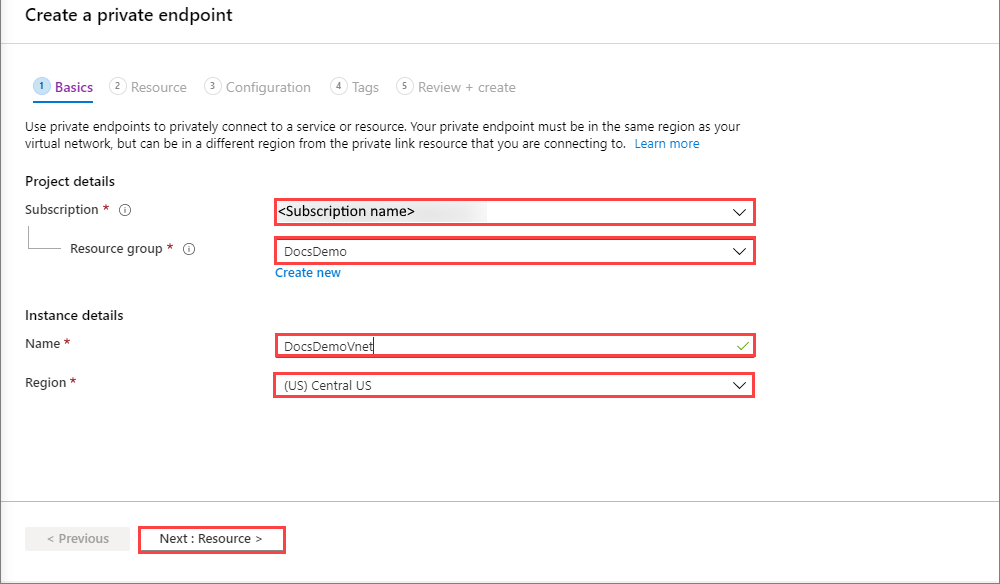 Create a private endpoint
1 Basics 2 Resource 3 Configuration 4 Tags 5 Review + create
Use private endpoints to privately connect to a service or resource. Your private endpoint must be in the same region as your
virtual network, but can be in a different region from the private link resource that you are connecting to. Learn more
Project details
Subscription * <Subscription name>
Resource group * DocsDemo
Create new
Instance details
Name * DocsDemoVnet
Region * (US) Central US
< Previous Next : Resource >